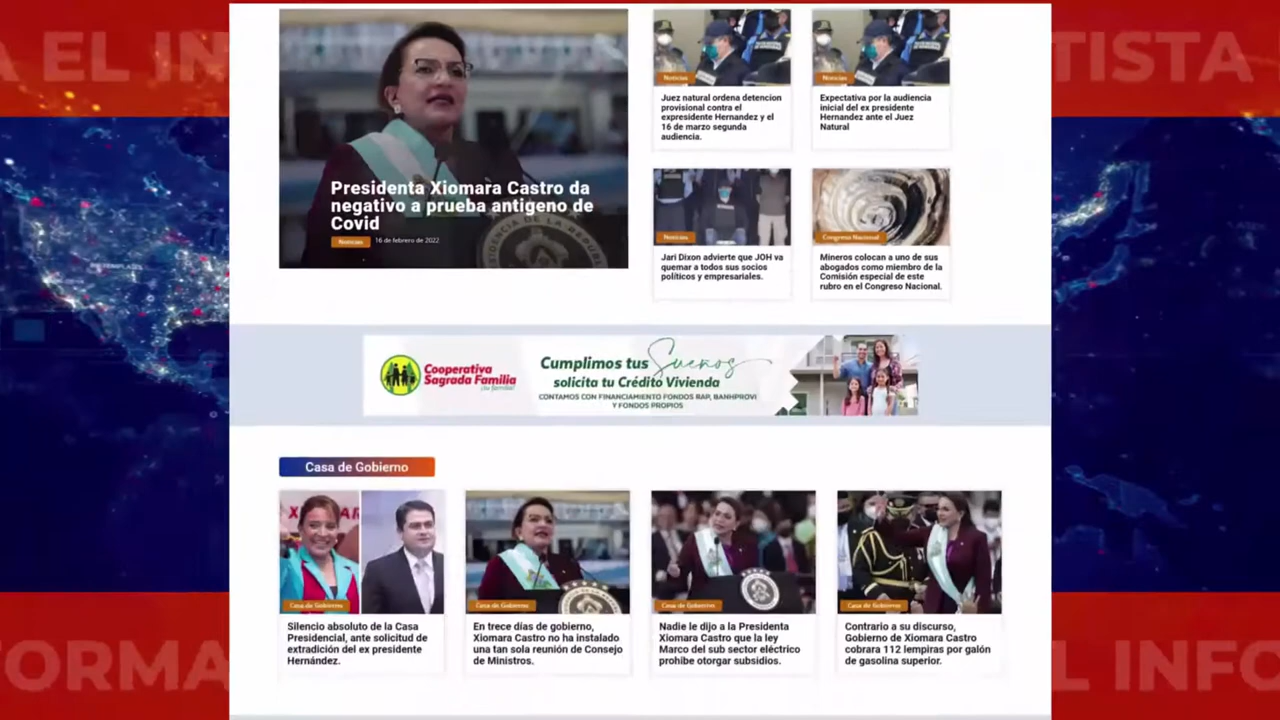 A EL IN
TISTA
Presidenta Xiomara Castro da
negativo a prueba antigeno de
Covid
Noticias 16 de febrero de 2022
Noticias
Juez natural ordena detencion
provisional contra el
expresidente Hernandez y el
16 de marzo segunda
audiencia.
Noticias
Expectativa por la audiencia
inicial del ex presidente
Hernandez ante el Juez
Natural
Noticias
Jari Dixon advierte que JOH va
quemar a todos sus socios
políticos y empresariales.
Congreso Nacional
Mineros colocan a uno de sus
abogados como miembro de la
Comisión especial de este
rubro en el Congreso Nacional.
Cooperativa
Sagrada Familia
¡Su familia!
Cumplimos tus Sueños
solicita tu Crédito Vivienda
CONTAMOS CON FINANCIAMIENTO FONDOS RAP, BANHPROVI
Y FONDOS PROPIOS
Casa de Gobierno
Casa de Gobierno
Silencio absoluto de la Casa
Presidencial, ante solicitud de
extradición del ex presidente
Hernández.
Casa de Gobierno
En trece días de gobierno,
Xiomara Castro no ha instalado
una tan sola reunión de Consejo
de Ministros.
Casa de Gobierno
Nadie le dijo a la Presidenta
Xiomara Castro que la ley
Marco del sub sector eléctrico
prohíbe otorgar subsidios.
Casa de Gobierno
Contrario a su discurso,
Gobierno de Xiomara Castro
cobrara 112 lempiras por galón
de gasolina superior.
FORMA
L INFO